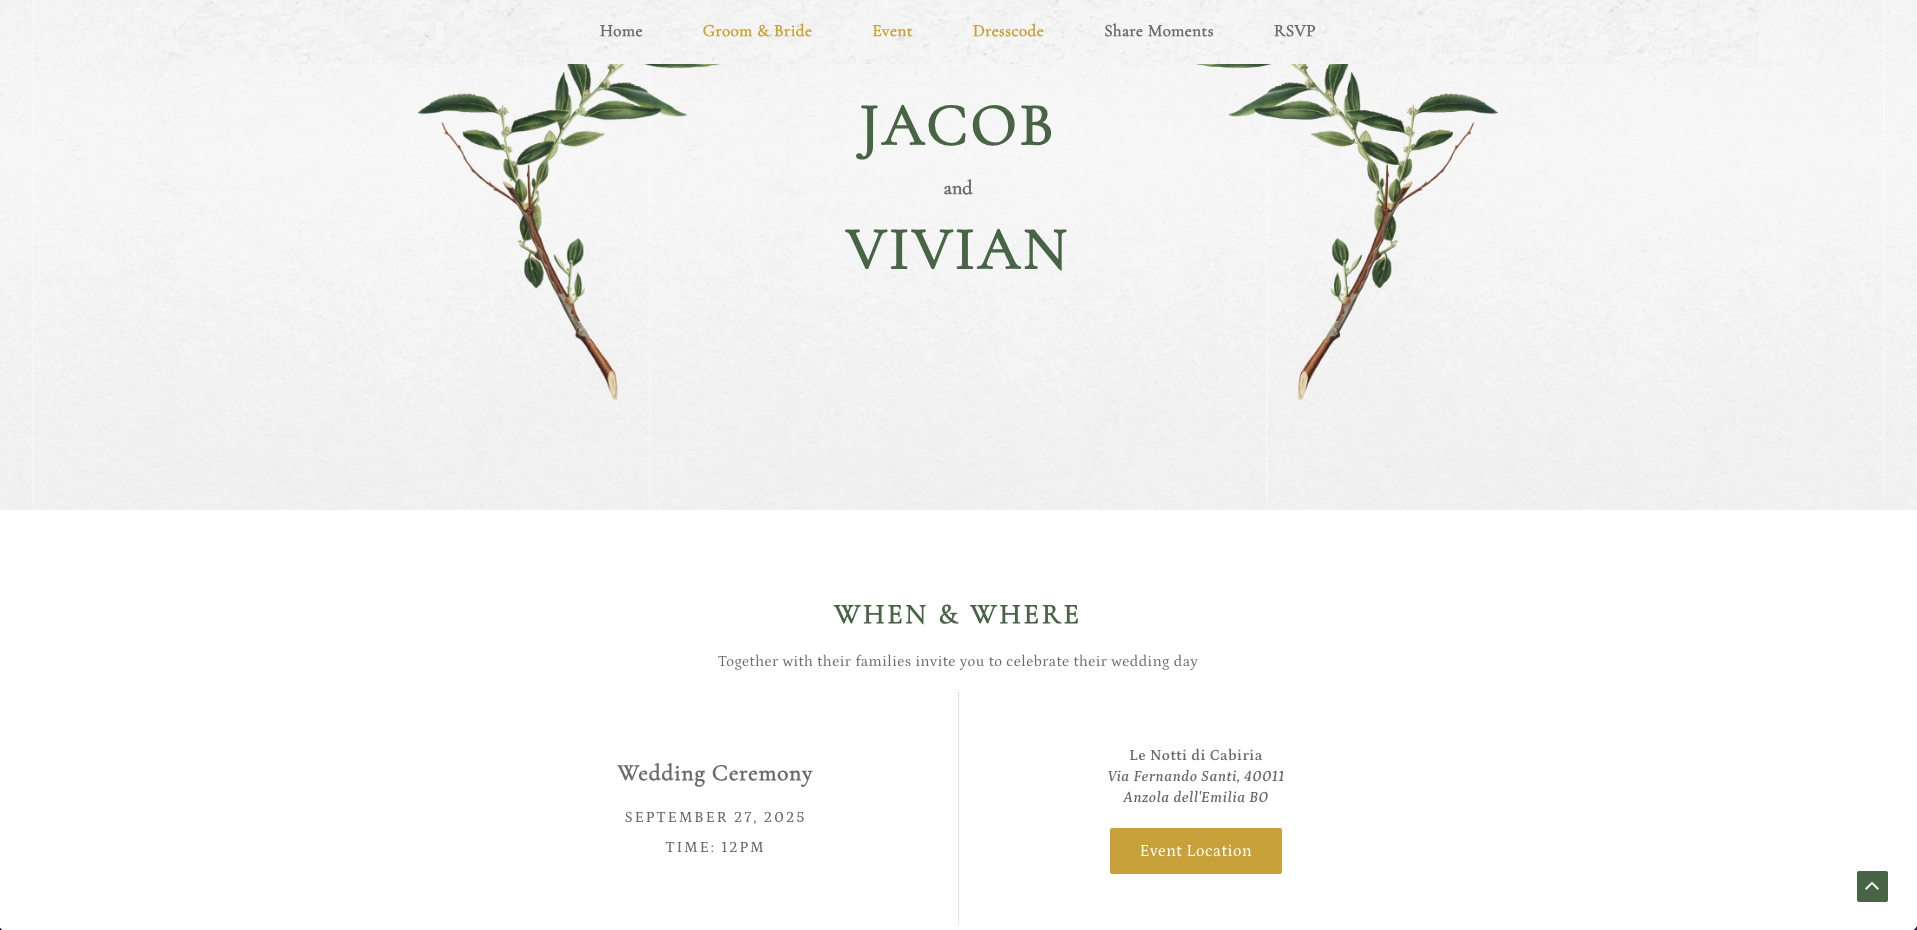 Home Groom & Bride Event Dresscode Share Moments RSVP
JACOB
and
VIVIAN
WHEN & WHERE
Together with their families invite you to celebrate their wedding day
Wedding Ceremony
SEPTEMBER 27, 2025
TIME: 12PM
Le Notti di Cabiria
Via Fernando Santi, 40011
Anzola dell'Emilia BO
Event Location